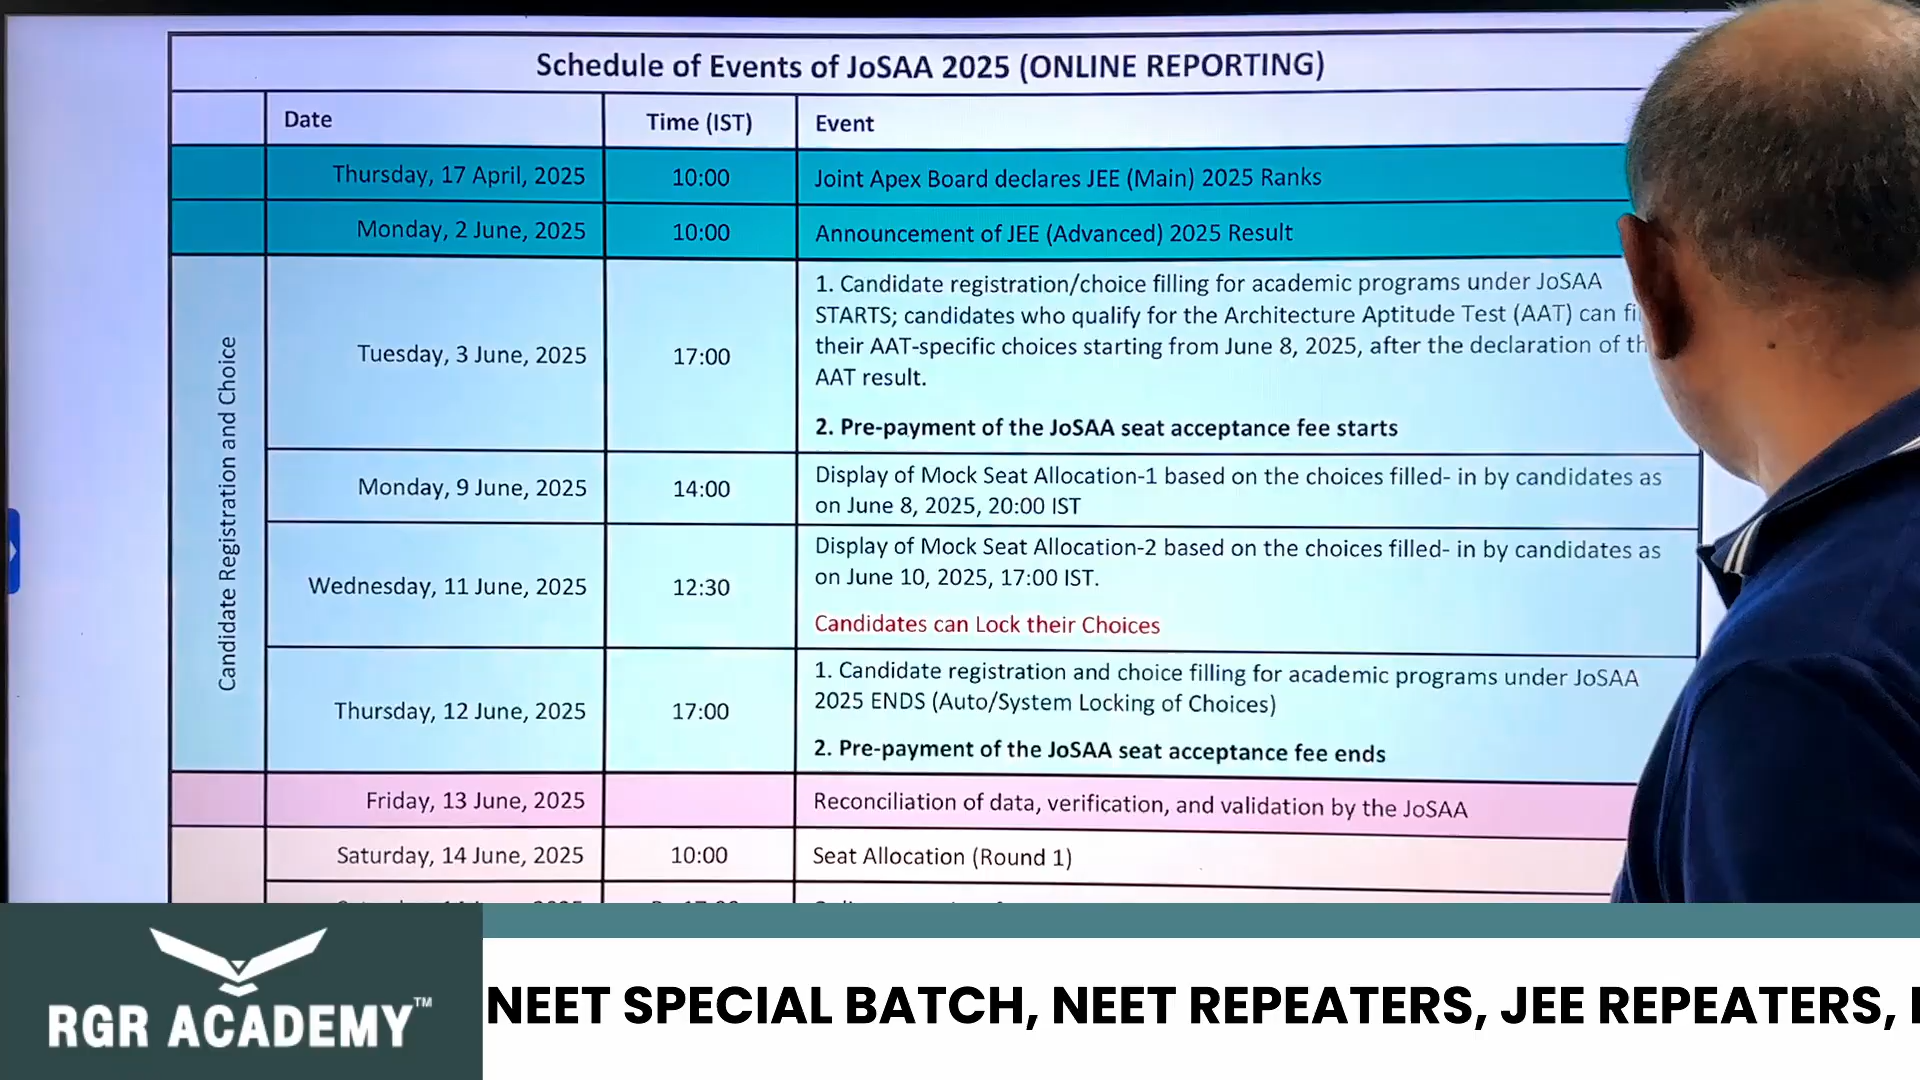 Schedule of Events of JoSAA 2025 (ONLINE REPORTING)
Date Time (IST) Event
Thursday, 17 April, 2025 10:00 Joint Apex Board declares JEE (Main) 2025 Ranks
Monday, 2 June, 2025 10:00 Announcement of JEE (Advanced) 2025 Result
Candidate Registration and Choice
Tuesday, 3 June, 2025 17:00
1. Candidate registration/choice filling for academic programs under JoSAA
STARTS; candidates who qualify for the Architecture Aptitude Test (AAT) can
their AAT-specific choices starting from June 8, 2025, after the declaration of
AAT result.
2. Pre-payment of the JoSAA seat acceptance fee starts
Monday, 9 June, 2025 14:00
Display of Mock Seat Allocation-1 based on the choices filled- in by candidates as
on June 8, 2025, 20:00 IST
Wednesday, 11 June, 2025 12:30
Display of Mock Seat Allocation-2 based on the choices filled- in by candidates as
on June 10, 2025, 17:00 IST.
Candidates can Lock their Choices
Thursday, 12 June, 2025 17:00
1. Candidate registration and choice filling for academic programs under JoSAA
2025 ENDS (Auto/System Locking of Choices)
2. Pre-payment of the JoSAA seat acceptance fee ends
Friday, 13 June, 2025 Reconciliation of data, verification, and validation by the JoSAA
Saturday, 14 June, 2025 10:00 Seat Allocation (Round 1)
RGR ACADEMY™
NEET SPECIAL BATCH, NEET REPEATERS, JEE REPEATERS,